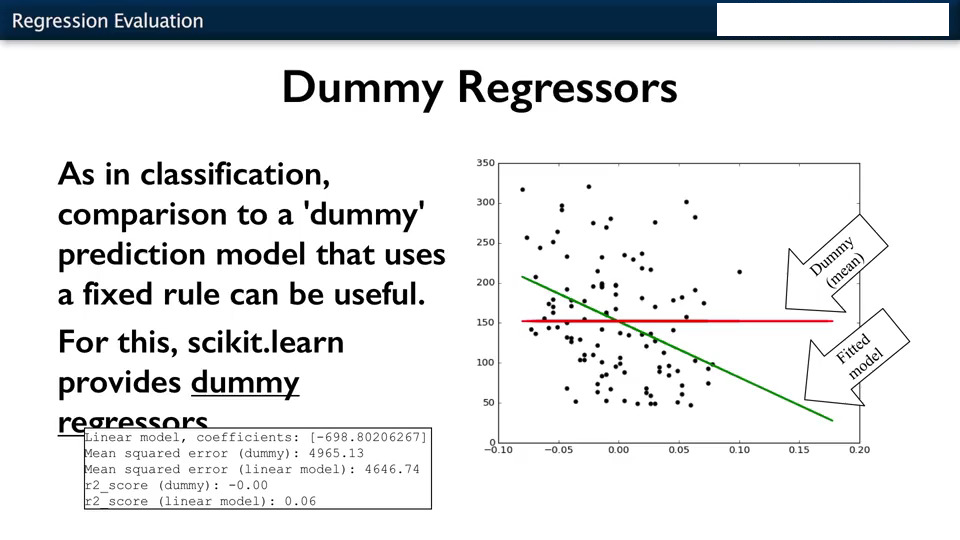 Regression Evaluation
Dummy Regressors
As in classification,
comparison to a 'dummy'
prediction model that uses
a fixed rule can be useful.
For this, scikit.learn
provides dummy
regressors
Linear model, coefficients: [-698.80206267]
Mean squared error (dummy): 4965.13
Mean squared error (linear model): 4646.74
r2_score (dummy): -0.00
r2_score (linear model): 0.06
350
300
250
200
150
100
50
0
-0.10 -0.05 0.00 0.05 0.10 0.15 0.20
Dummy
(mean)
Fitted
model